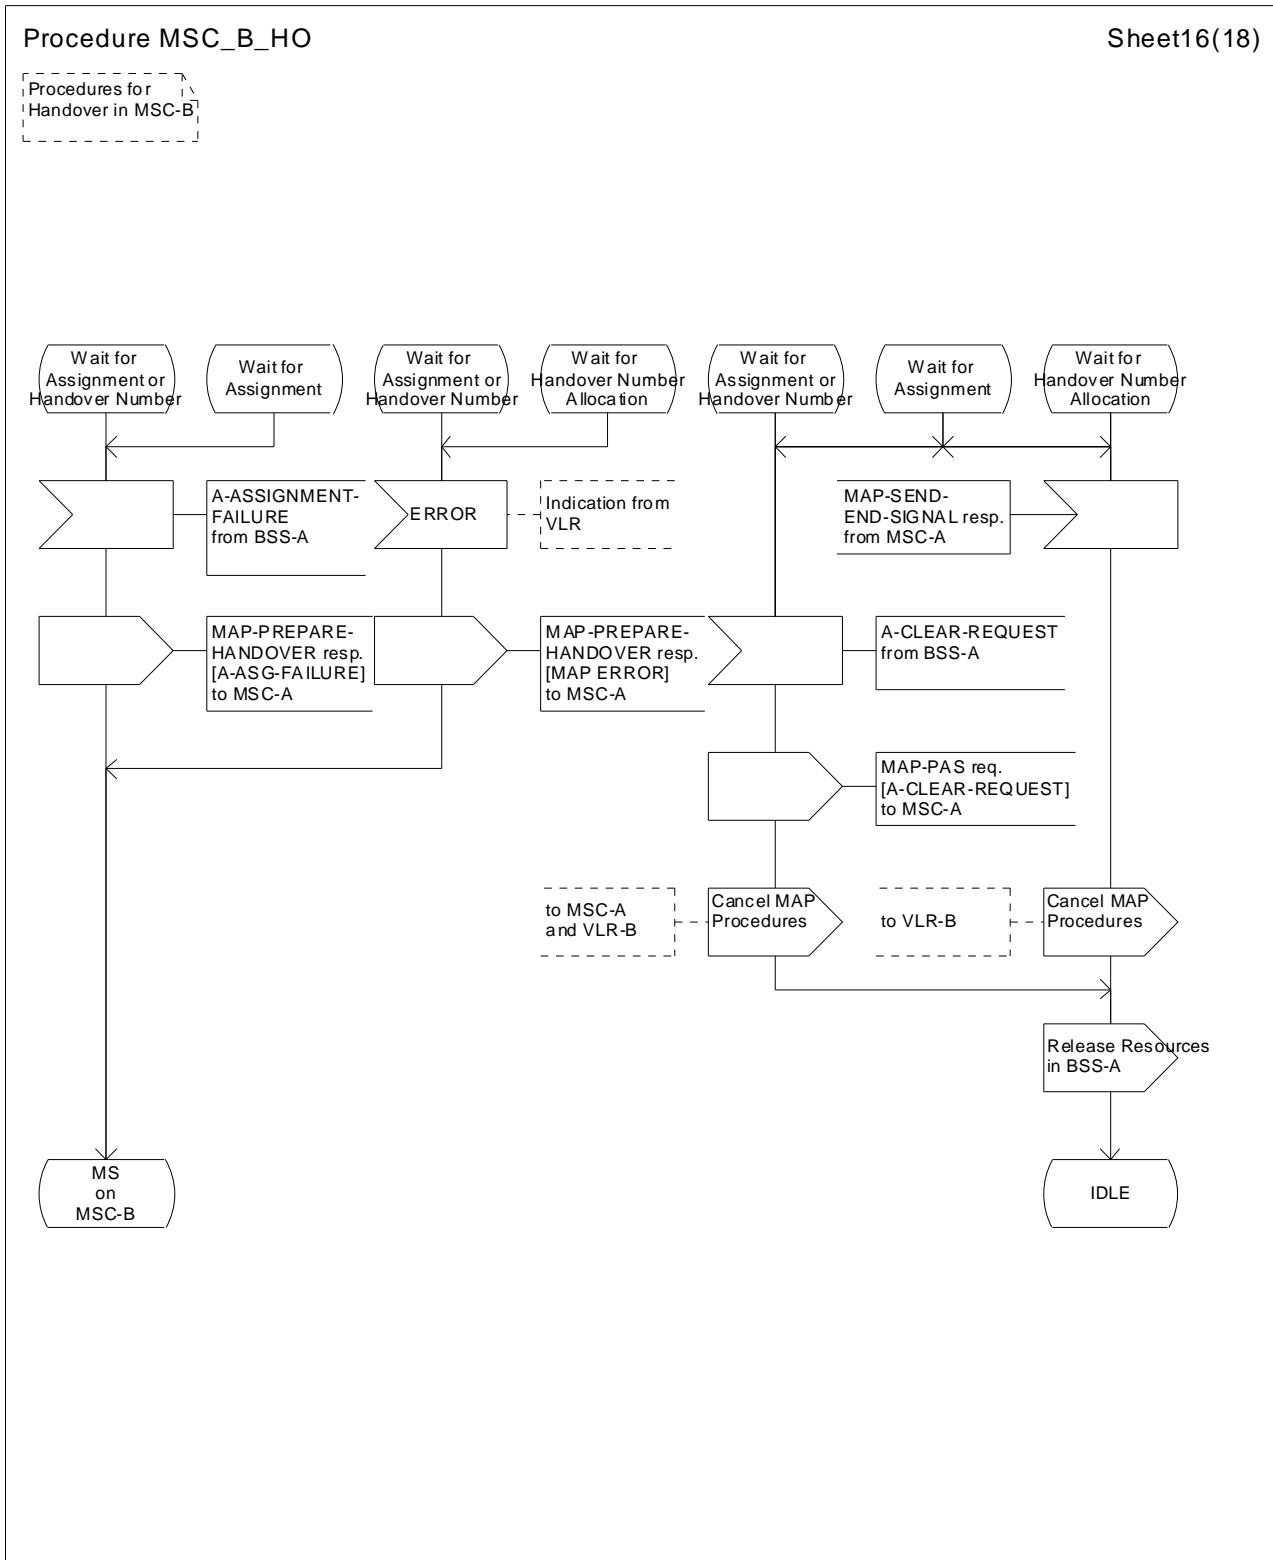 Procedure MSC_B_HO
Sheet16(18)
Procedures for
Handover in MSC-B
Wait for
Assignment or
Handover Number
Wait for
Assignment
Wait for
Assignment or
Handover Number
Wait for
Handover Number
Allocation
Wait for
Assignment or
Handover Number
Wait for
Assignment
Wait for
Handover Number
Allocation
A-ASSIGNMENT-
FAILURE
from BSS-A
ERROR
Indication from
VLR
MAP-SEND-
END-SIGNAL resp.
from MSC-A
MAP-PREPARE-
HANDOVER resp.
[A-ASG-FAILURE]
to MSC-A
MAP-PREPARE-
HANDOVER resp.
[MAP ERROR]
to MSC-A
A-CLEAR-REQUEST
from BSS-A
MAP-PAS req.
[A-CLEAR-REQUEST]
to MSC-A
to MSC-A
and VLR-B
Cancel MAP
Procedures
to VLR-B
Cancel MAP
Procedures
Release Resources
in BSS-A
MS
on
MSC-B
IDLE